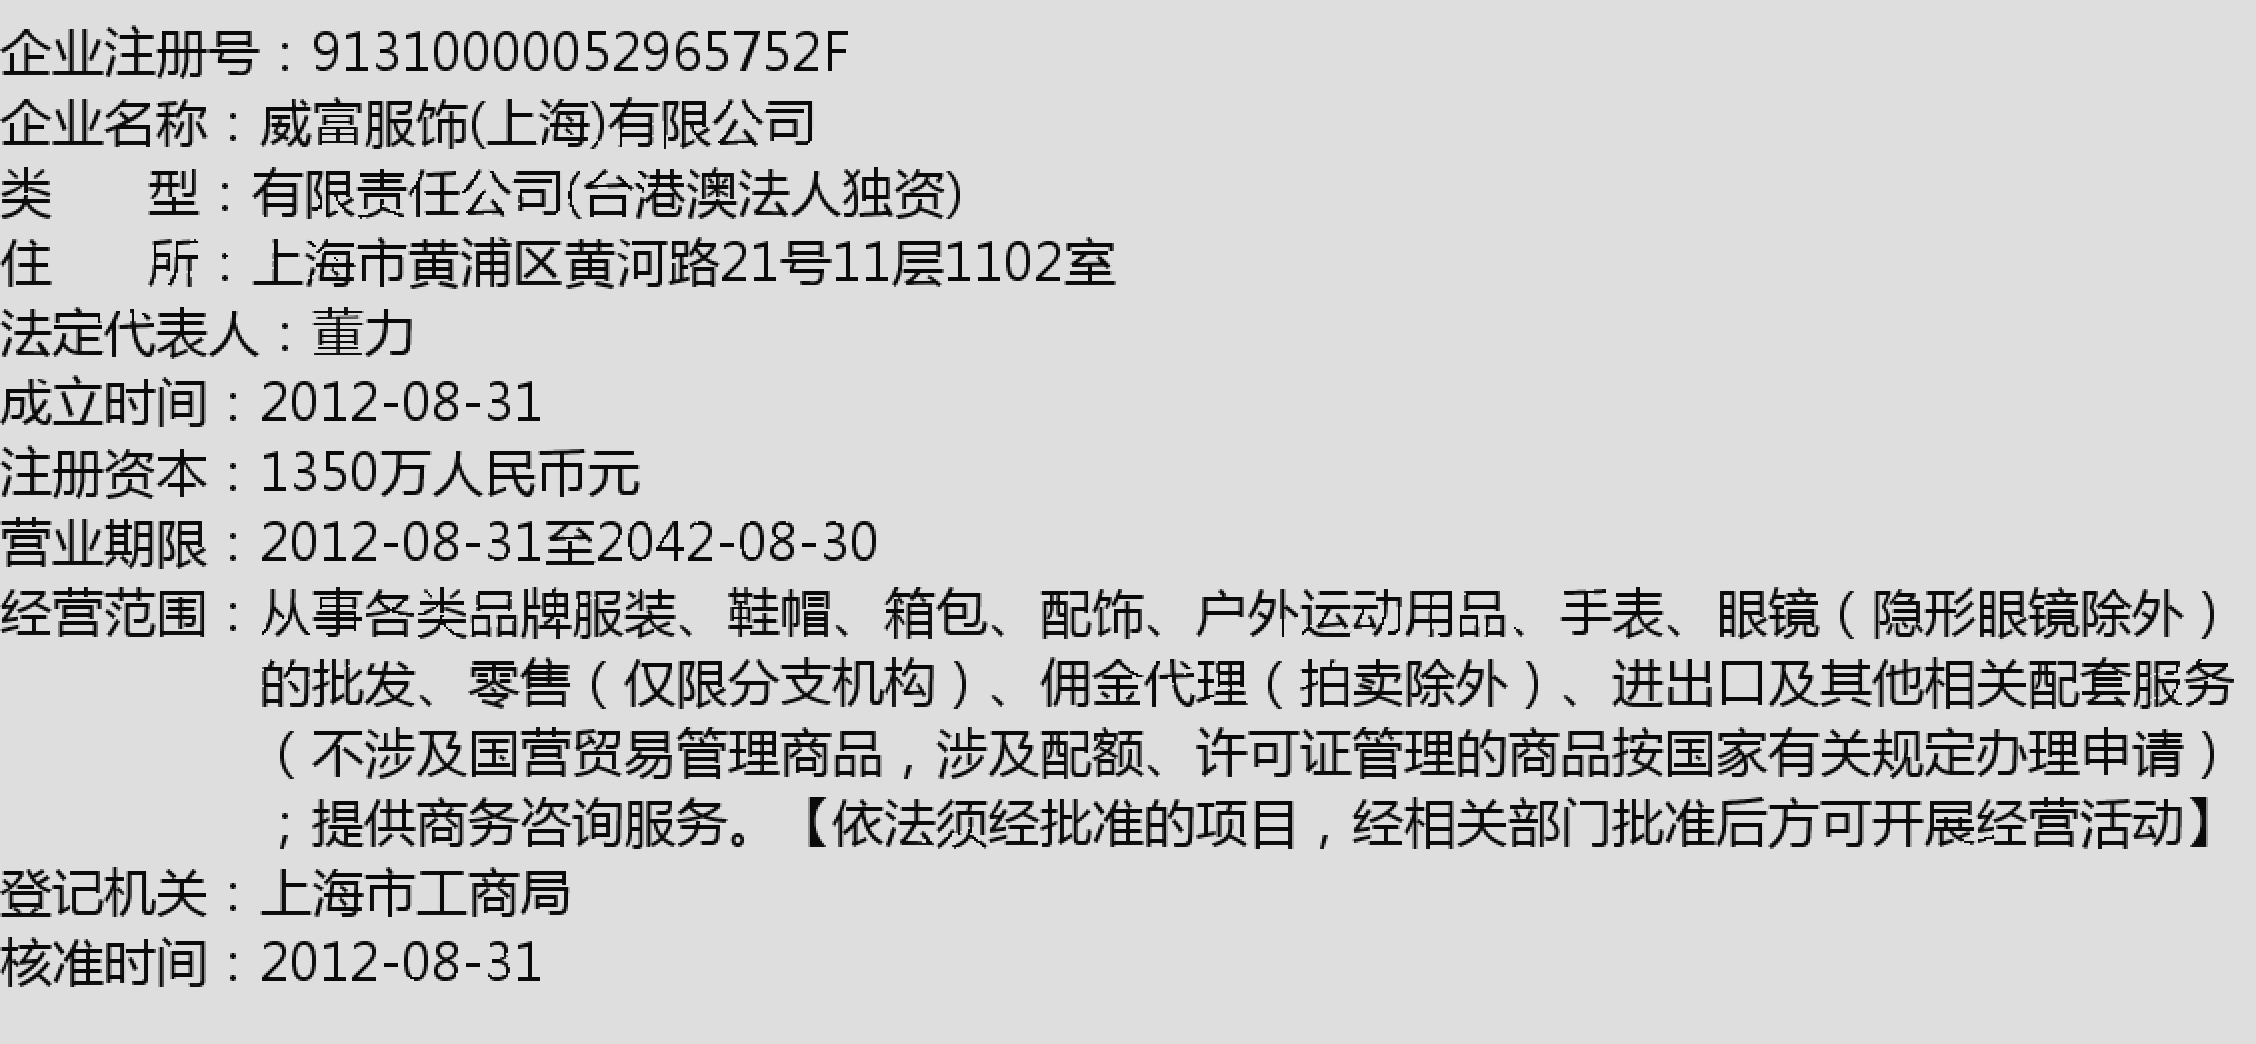 企业注册号：91310000052965752F
企业名称：威富服饰(上海)有限公司
类　　型：有限责任公司(台港澳法人独资)
住　　所：上海市黄浦区黄河路21号11层1102室
法定代表人：董力
成立时间：2012-08-31
注册资本：1350万人民币元
营业期限：2012-08-31至2042-08-30
经营范围：从事各类品牌服装、鞋帽、箱包、配饰、户外运动用品、手表、眼镜（隐形眼镜除外）
的批发、零售（仅限分支机构）、佣金代理（拍卖除外）、进出口及其他相关配套服务
（不涉及国营贸易管理商品，涉及配额、许可证管理的商品按国家有关规定办理申请）
；提供商务咨询服务。【依法须经批准的项目，经相关部门批准后方可开展经营活动】
登记机关：上海市工商局
核准时间：2012-08-31